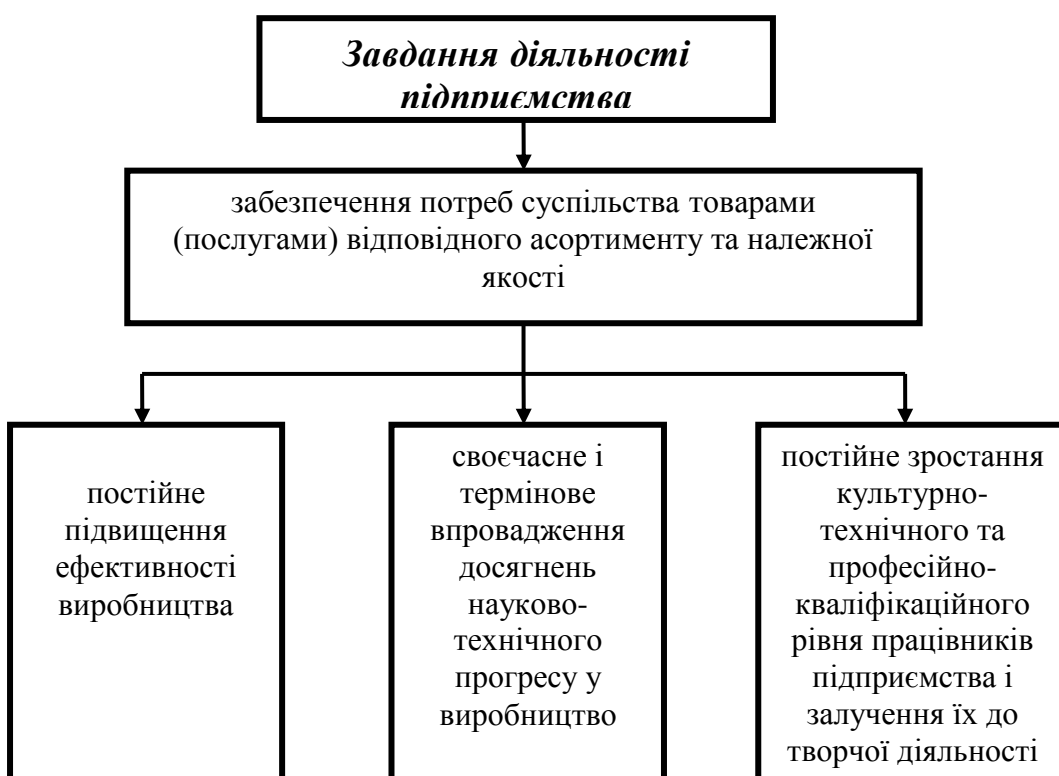 Завдання діяльності
підприємства
забезпечення потреб суспільства товарами
(послугами) відповідного асортименту та належної
якості
постійне
підвищення
ефективності
виробництва
своєчасне і
термінове
впровадження
досягнень
науково-
технічного
прогресу у
виробництво
постійне зростання
культурно-
технічного та
професійно-
кваліфікаційного
рівня працівників
підприємства і
залучення їх до
творчої діяльності